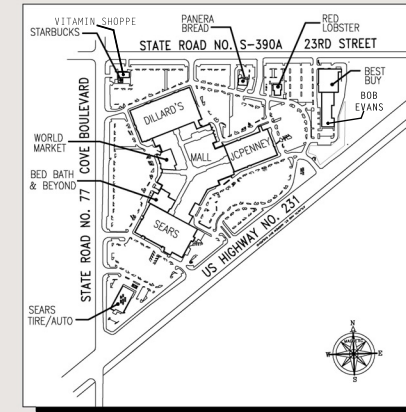 VITAMIN SHOPPE
STARBUCKS
PANERA
BREAD
RED
LOBSTER
STATE ROAD NO. S-390A 23RD STREET
BEST
BUY
BOB
EVANS
DILLARD'S
WORLD
MARKET
MALL
JCPENNEY
BED BATH
& BEYOND
SEARS
STATE ROAD NO. 77 COVE BOULEVARD
US HIGHWAY NO. 231
SEARS
TIRE/AUTO
N
W
E
S